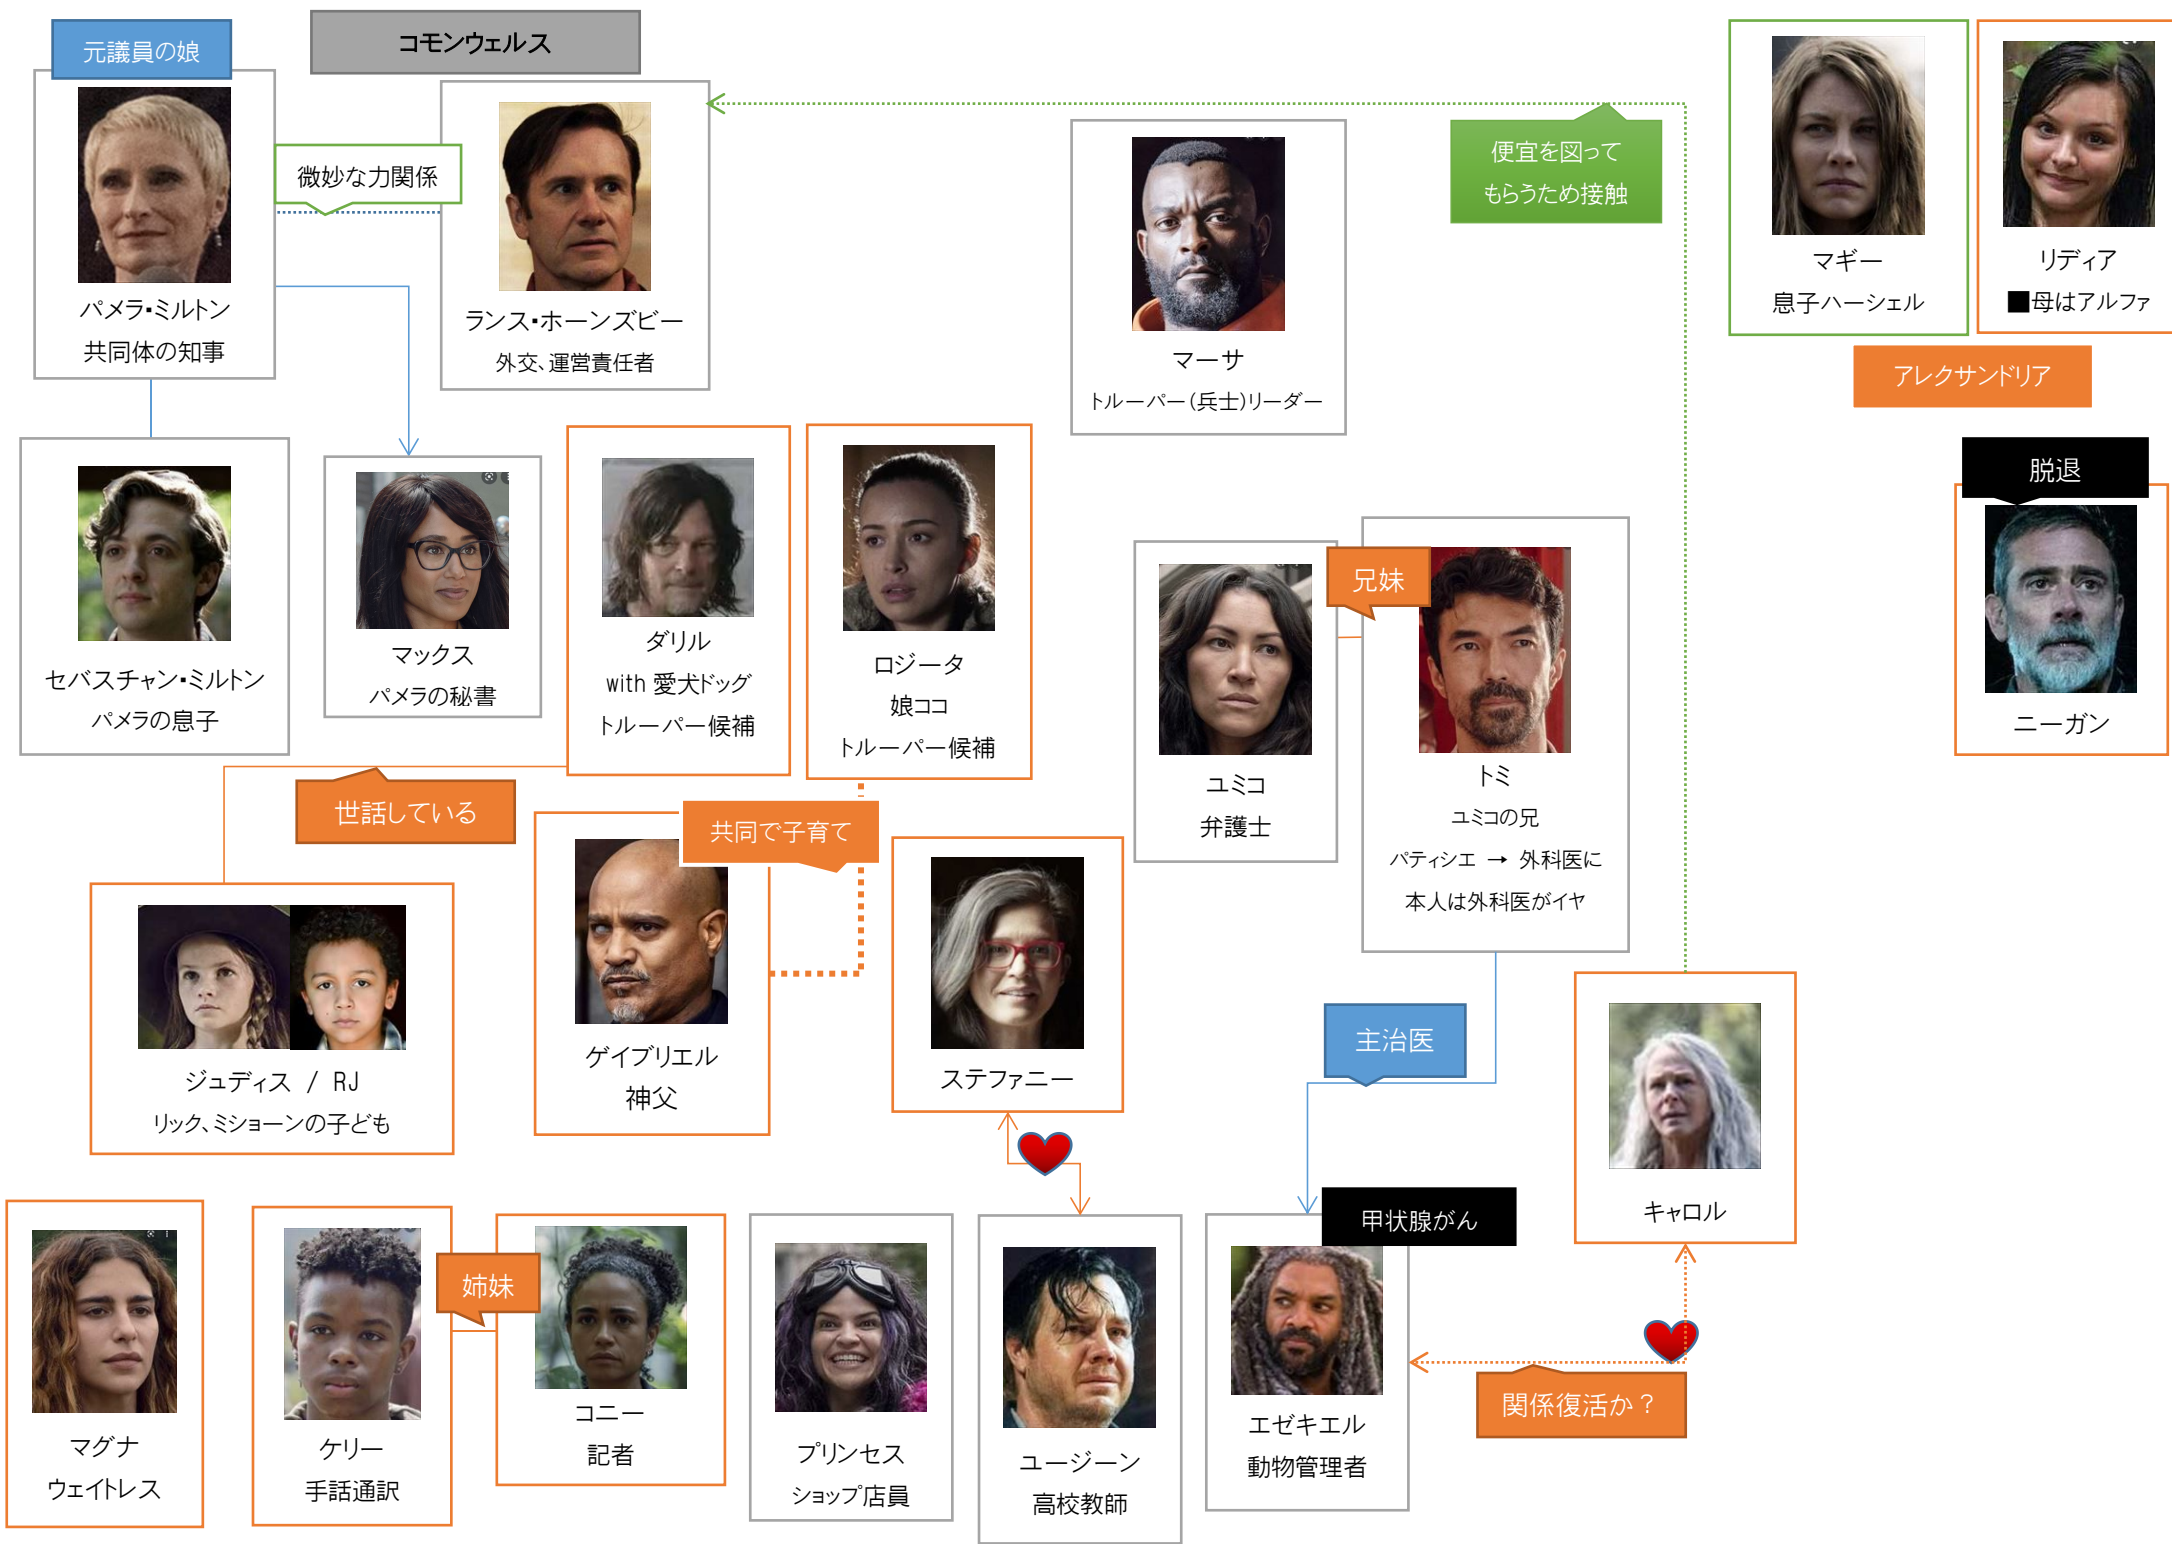 元議員の娘
コモンウェルス
微妙な力関係
便宜を図って
もらうため接触
パメラ・ミルトン
共同体の知事
ランス・ホーンズビー
外交、運営責任者
マーサ
トルーパー(兵士)リーダー
マギー
息子ハーシェル
リディア
■母はアルファ
アレクサンドリア
脱退
ニーガン
セバスチャン・ミルトン
パメラの息子
マックス
パメラの秘書
ダリル
with 愛犬ドッグ
トルーパー候補
ロジータ
娘ココ
トルーパー候補
兄妹
ユミコ
弁護士
トミ
ユミコの兄
パティシエ → 外科医に
本人は外科医がイヤ
世話している
共同で子育て
ジュディス / RJ
リック、ミショーンの子ども
ゲイブリエル
神父
ステファニー
主治医
キャロル
甲状腺がん
姉妹
マグナ
ウェイトレス
ケリー
手話通訳
コニー
記者
プリンセス
ショップ店員
ユージーン
高校教師
エゼキエル
動物管理者
関係復活か？